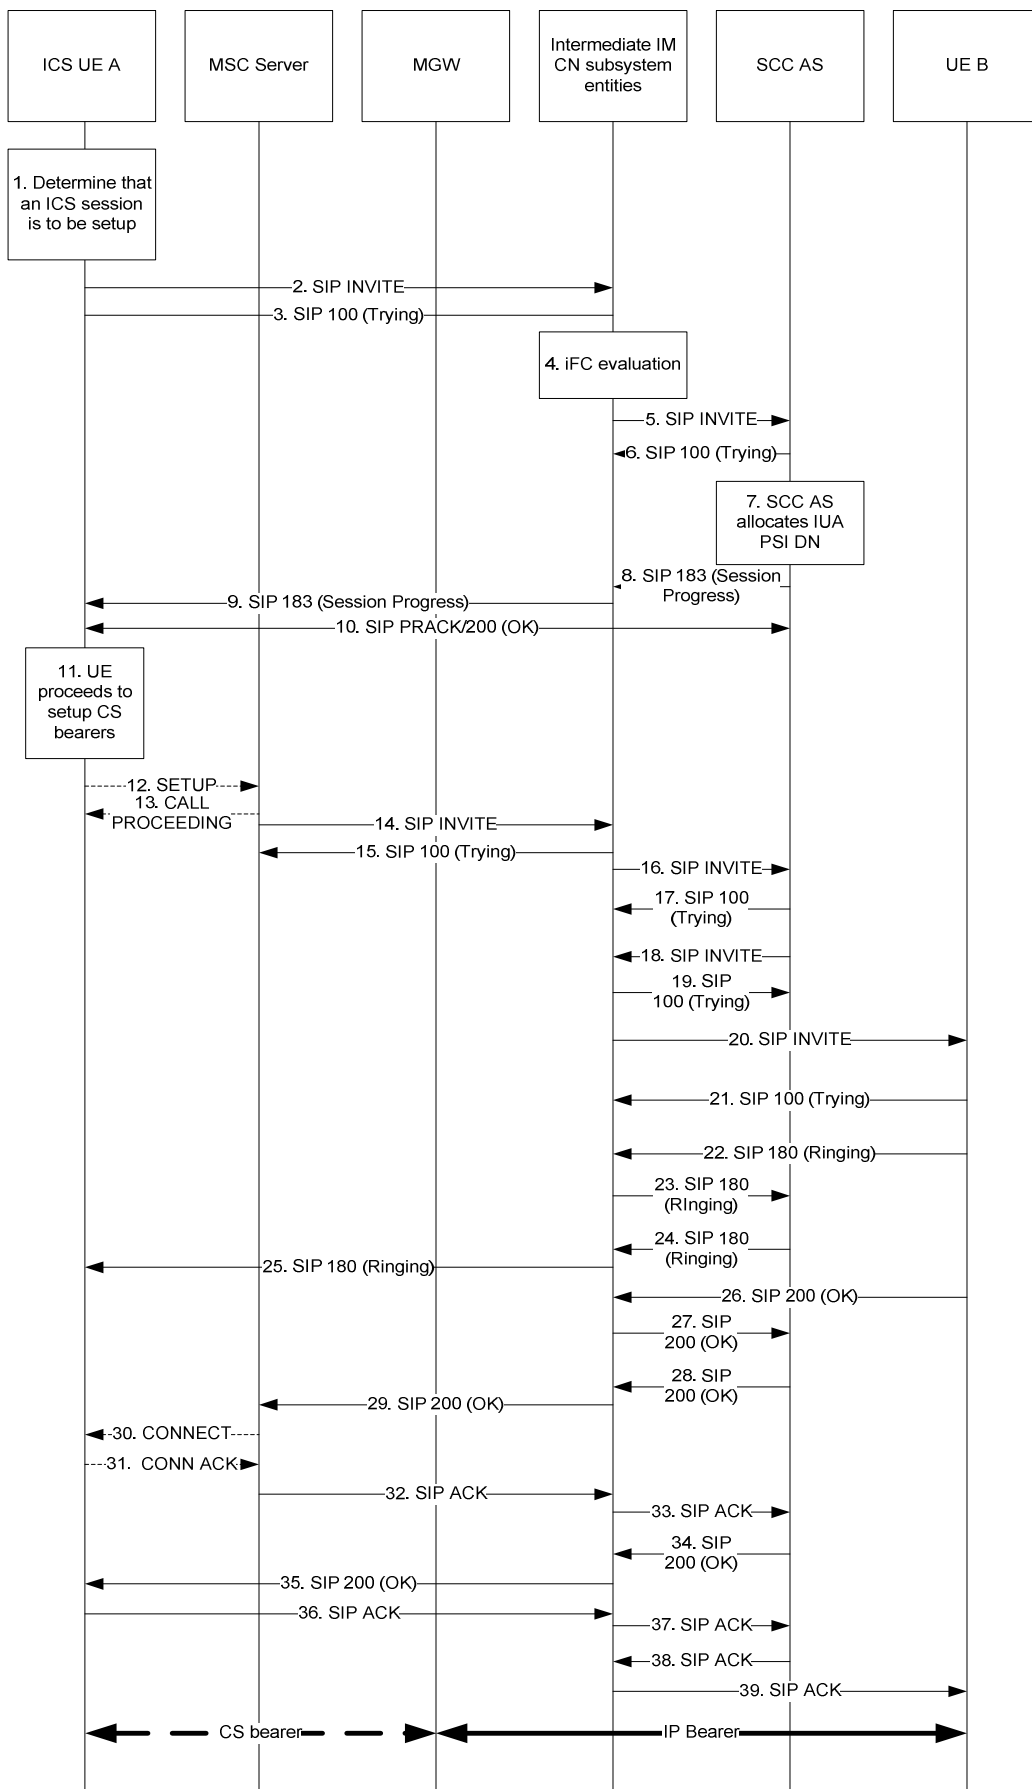 ICS UE A
MSC Server
MGW
Intermediate IM
CN subsystem
entities
SCC AS
UE B
1. Determine that
an ICS session
is to be setup
2. SIP INVITE
3. SIP 100 (Trying)
4. iFC evaluation
5. SIP INVITE
6. SIP 100 (Trying)
7. SCC AS
allocates IUA
PSI DN
8. SIP 183 (Session
Progress)
9. SIP 183 (Session Progress)
10. SIP PRACK/200 (OK)
11. UE
proceeds to
setup CS
bearers
12. SETUP
13. CALL
PROCEEDING
14. SIP INVITE
15. SIP 100 (Trying)
16. SIP INVITE
17. SIP 100
(Trying)
18. SIP INVITE
19. SIP
100 (Trying)
20. SIP INVITE
21. SIP 100 (Trying)
22. SIP 180 (Ringing)
23. SIP 180
(RInging)
24. SIP 180
(Ringing)
25. SIP 180 (Ringing)
26. SIP 200 (OK)
27. SIP
200 (OK)
28. SIP
200 (OK)
29. SIP 200 (OK)
30. CONNECT
31. CONN ACK
32. SIP ACK
33. SIP ACK
34. SIP
200 (OK)
35. SIP 200 (OK)
36. SIP ACK
37. SIP ACK
38. SIP ACK
39. SIP ACK
CS bearer
IP Bearer